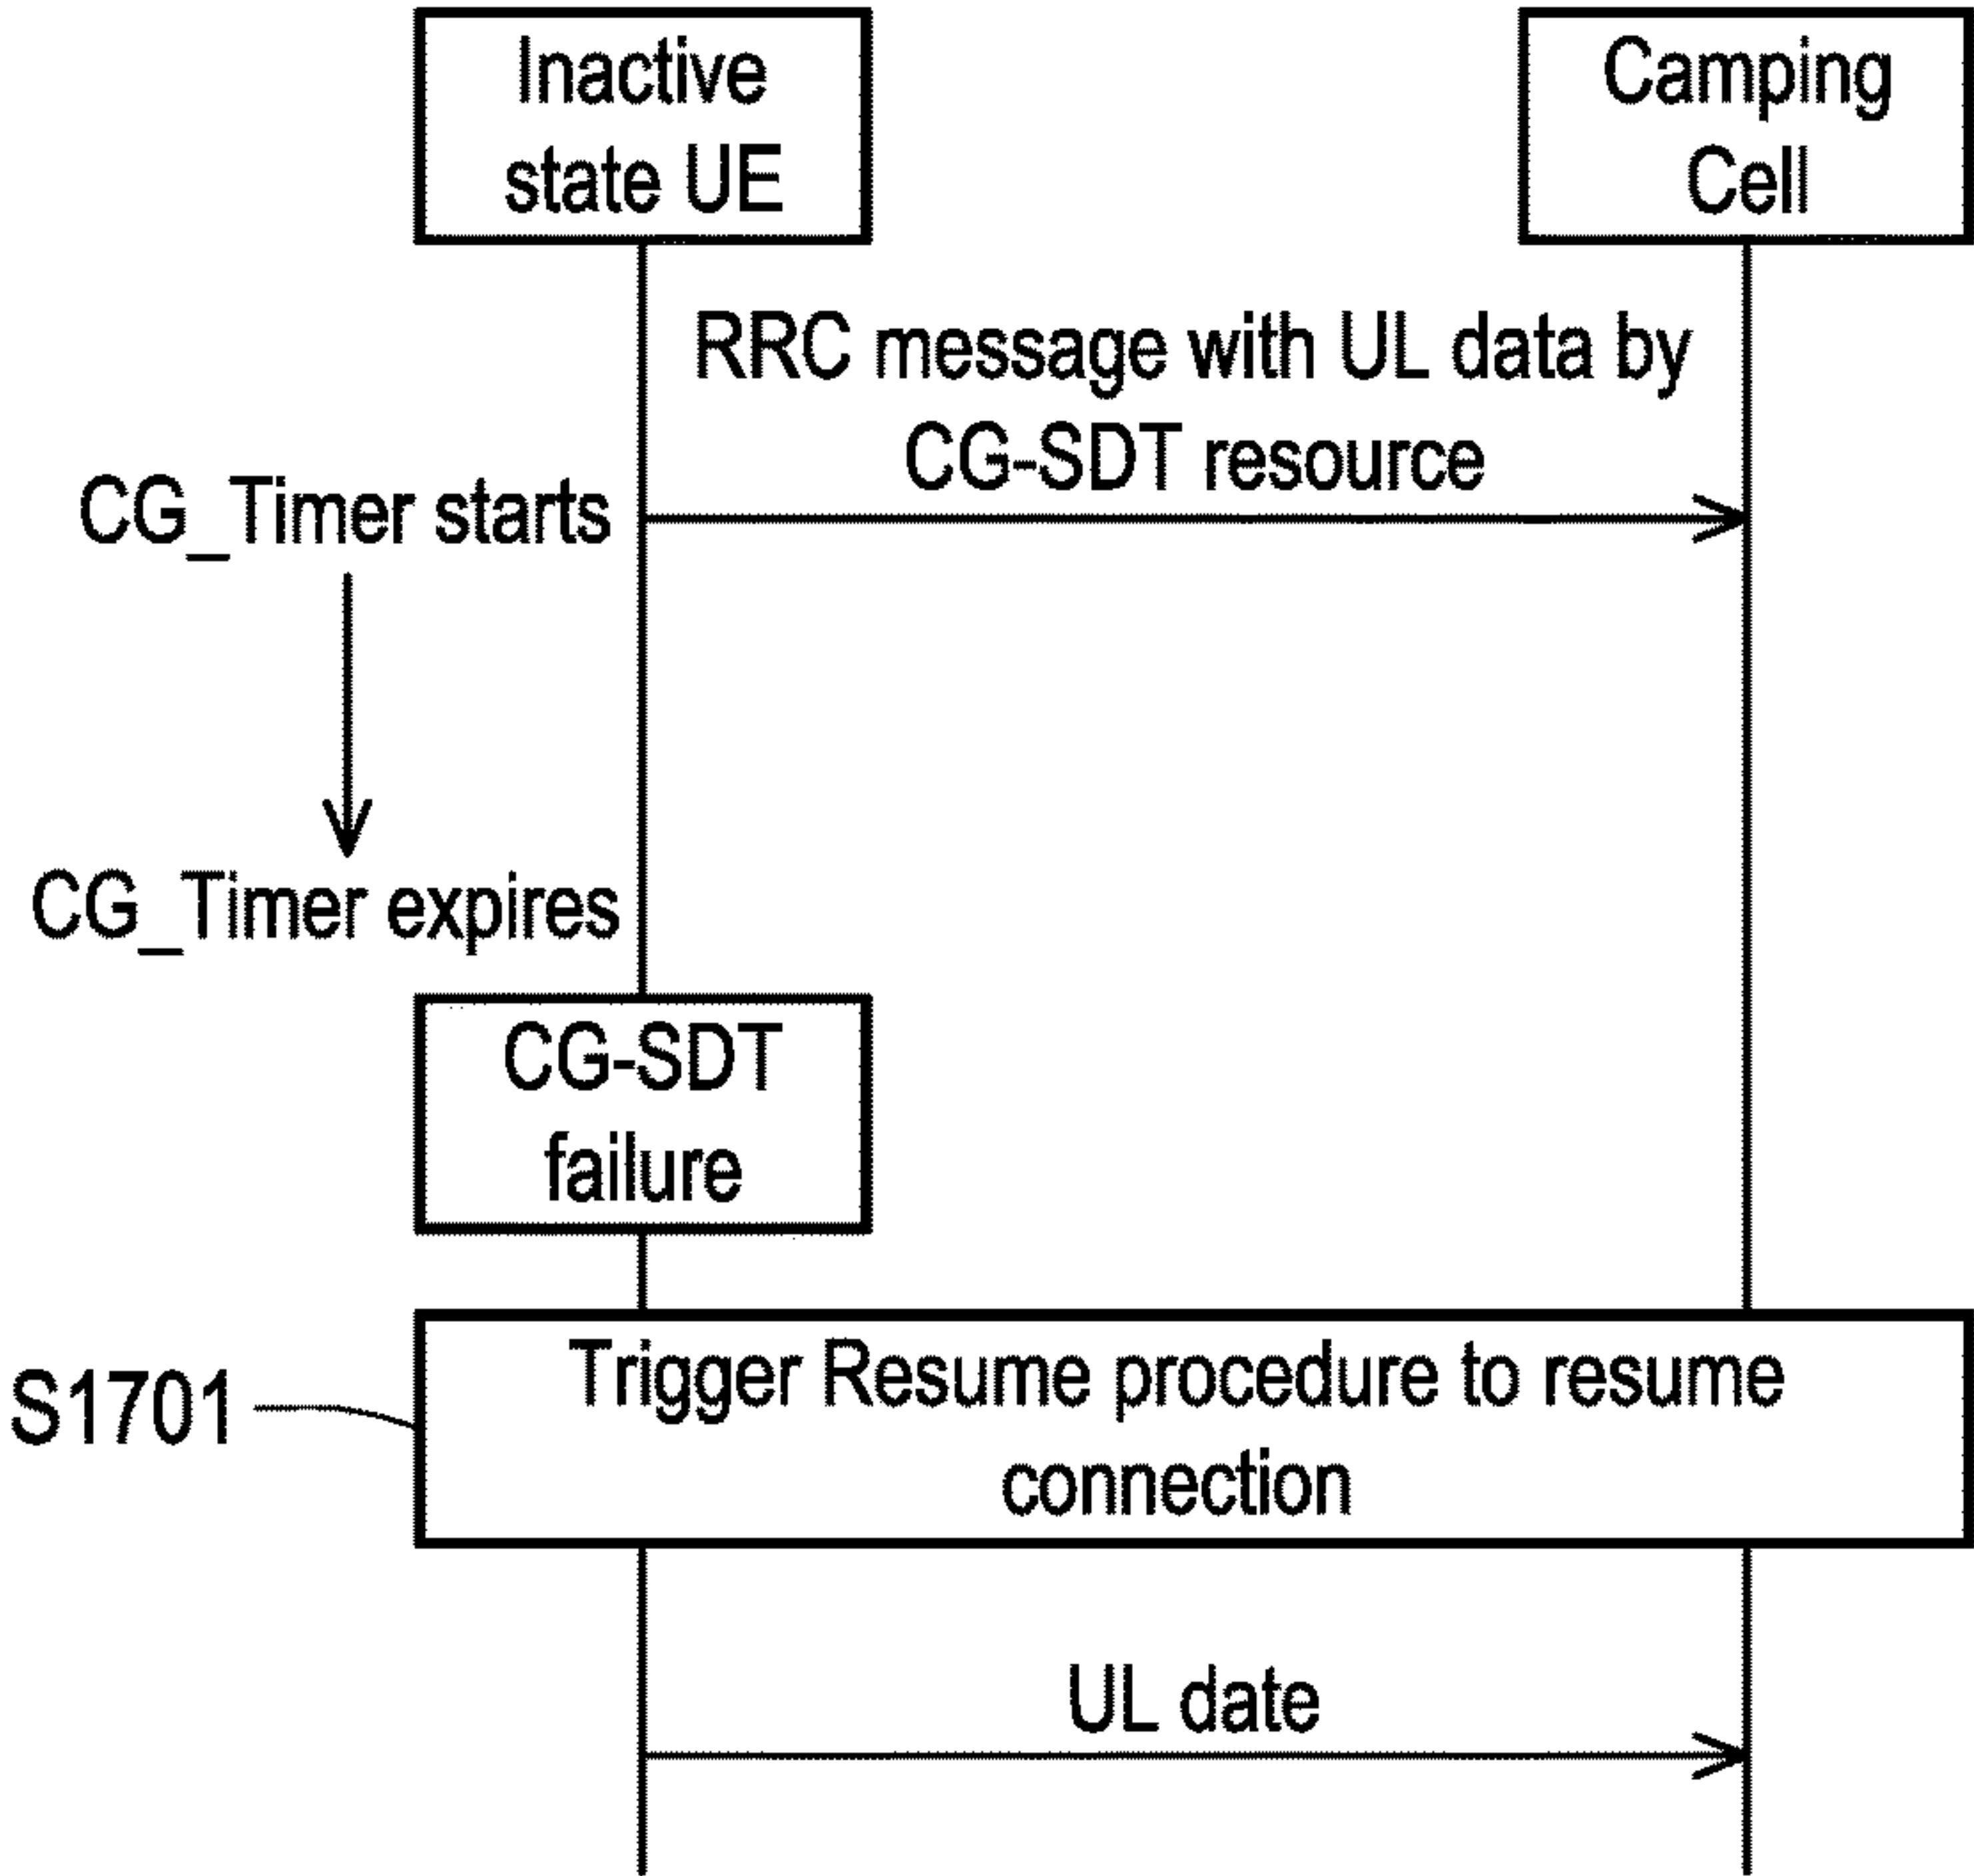 Inactive
state UE
Camping
Cell
RRC message with UL data by
CG-SDT resource
CG_Timer starts
CG_Timer expires
CG-SDT
failure
S1701
Trigger Resume procedure to resume
connection
UL date